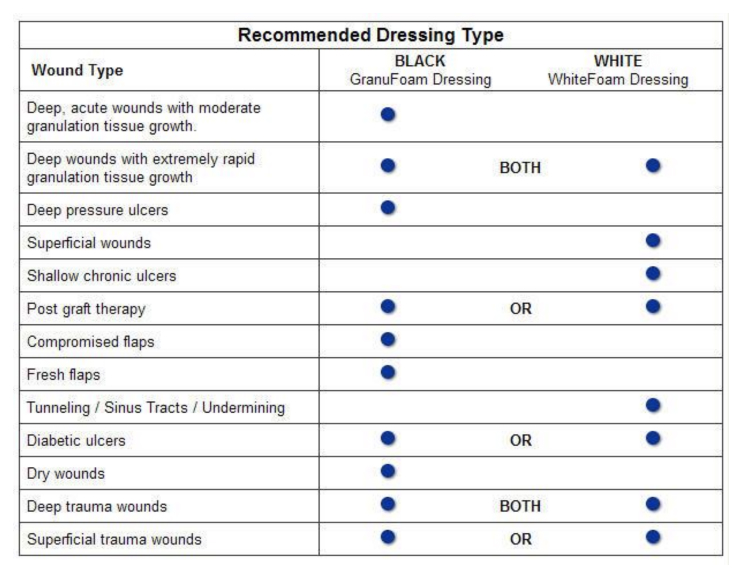 Recommended Dressing Type
Wound Type
BLACK
GranuFoam Dressing
WHITE
WhiteFoam Dressing
Deep, acute wounds with moderate
granulation tissue growth.
Deep wounds with extremely rapid
granulation tissue growth
BOTH
Deep pressure ulcers
Superficial wounds
Shallow chronic ulcers
Post graft therapy
OR
Compromised flaps
Fresh flaps
Tunneling / Sinus Tracts / Undermining
Diabetic ulcers
OR
Dry wounds
Deep trauma wounds
BOTH
Superficial trauma wounds
OR